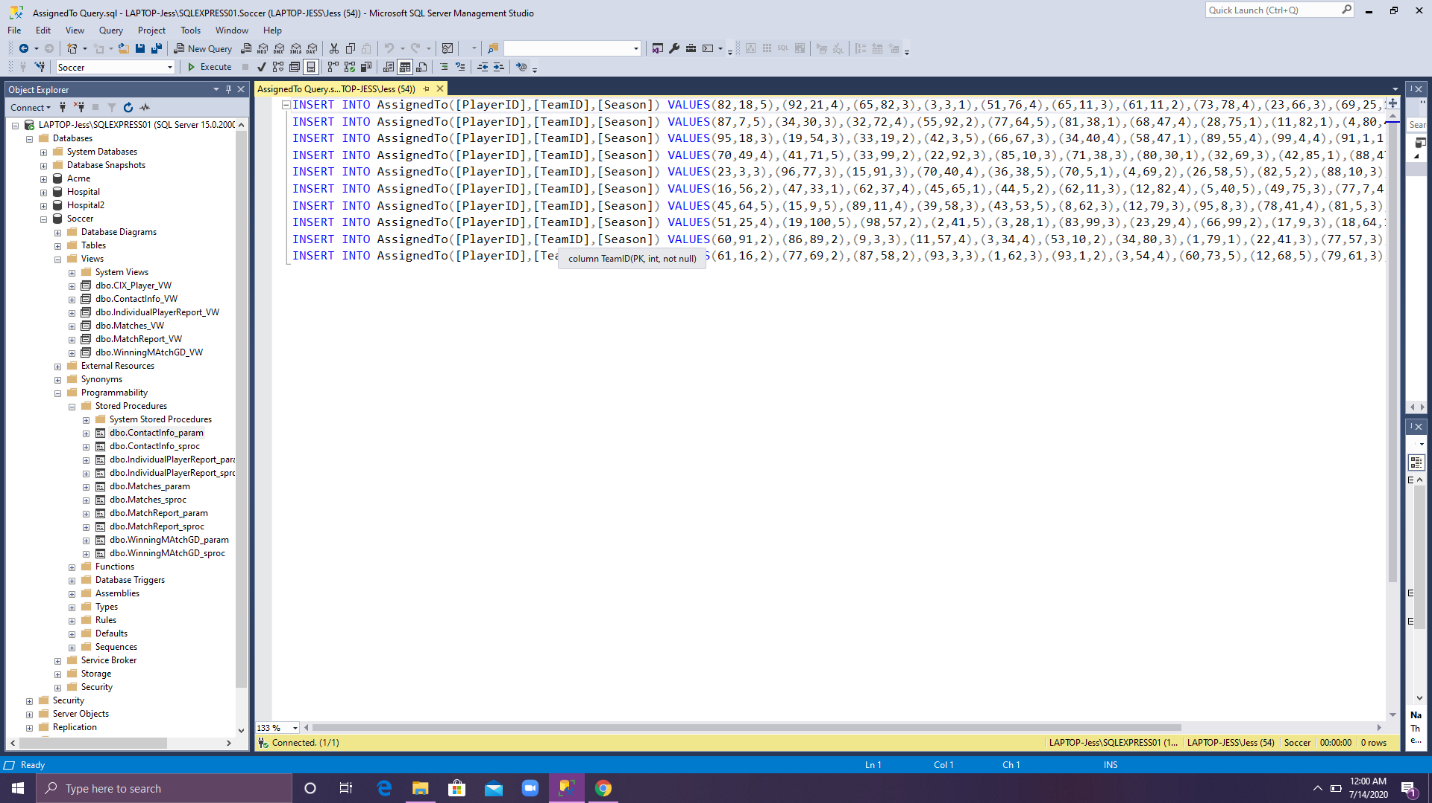 AssignedTo Query.sql - LAPTOP-Jess\SQLEXPRESS01.Soccer (LAPTOP-JESS\Jess (54)) - Microsoft SQL Server Management Studio
Quick Launch (Ctrl+Q)
File Edit View Query Project Tools Window Help
New Query
Soccer Execute
Object Explorer
Connect
LAPTOP-Jess\SQLEXPRESS01 (SQL Server 15.0.2000
Databases
System Databases
Database Snapshots
Acme
Hospital
Hospital2
Soccer
Database Diagrams
Tables
Views
System Views
dbo.CIX_Player_VW
dbo.ContactInfo_VW
dbo.IndividualPlayerReport_VW
dbo.Matches_VW
dbo.MatchReport_VW
dbo.WinningMAtchGD_VW
External Resources
Synonyms
Programmability
Stored Procedures
System Stored Procedures
dbo.ContactInfo_param
dbo.ContactInfo_sproc
dbo.IndividualPlayerReport_para
dbo.IndividualPlayerReport_spro
dbo.Matches_param
dbo.Matches_sproc
dbo.MatchReport_param
dbo.MatchReport_sproc
dbo.WinningMAtchGD_param
dbo.WinningMAtchGD_sproc
Functions
Database Triggers
Assemblies
Types
Rules
Defaults
Sequences
Service Broker
Storage
Security
Security
Server Objects
Replication
AssignedTo Query.s...TOP-JESS\Jess (54))
INSERT INTO AssignedTo([PlayerID],[TeamID],[Season]) VALUES(82,18,5),(92,21,4),(65,82,3),(3,3,1),(51,76,4),(65,11,3),(61,11,2),(73,78,4),(23,66,3),(69,25,
INSERT INTO AssignedTo([PlayerID],[TeamID],[Season]) VALUES(87,7,5),(34,30,3),(32,72,4),(55,92,2),(77,64,5),(81,38,1),(68,47,4),(28,75,1),(11,82,1),(4,80,
INSERT INTO AssignedTo([PlayerID],[TeamID],[Season]) VALUES(95,18,3),(19,54,3),(33,19,2),(42,3,5),(66,67,3),(34,40,4),(58,47,1),(89,55,4),(99,4,4),(91,1,1
INSERT INTO AssignedTo([PlayerID],[TeamID],[Season]) VALUES(70,49,4),(41,71,5),(33,99,2),(22,92,3),(85,10,3),(71,38,3),(80,30,1),(32,69,3),(42,85,1),(88,4
INSERT INTO AssignedTo([PlayerID],[TeamID],[Season]) VALUES(23,3,3),(96,77,3),(15,91,3),(70,40,4),(36,38,5),(70,5,1),(4,69,2),(26,58,5),(82,5,2),(88,10,3)
INSERT INTO AssignedTo([PlayerID],[TeamID],[Season]) VALUES(16,56,2),(47,33,1),(62,37,4),(45,65,1),(44,5,2),(62,11,3),(12,82,4),(5,40,5),(49,75,3),(77,7,4
INSERT INTO AssignedTo([PlayerID],[TeamID],[Season]) VALUES(45,64,5),(15,9,5),(89,11,4),(39,58,3),(43,53,5),(8,62,3),(12,79,3),(95,8,3),(78,41,4),(81,5,3)
INSERT INTO AssignedTo([PlayerID],[TeamID],[Season]) VALUES(51,25,4),(19,100,5),(98,57,2),(2,41,5),(3,28,1),(83,99,3),(23,29,4),(66,99,2),(17,9,3),(18,64,
INSERT INTO AssignedTo([PlayerID],[TeamID],[Season]) VALUES(60,91,2),(86,89,2),(9,3,3),(11,57,4),(3,34,4),(53,10,2),(34,80,3),(1,79,1),(22,41,3),(77,57,3)
INSERT INTO AssignedTo([PlayerID],[Tea S(61,16,2),(77,69,2),(87,58,2),(93,3,3),(1,62,3),(93,1,2),(3,54,4),(60,73,5),(12,68,5),(79,61,3)
column TeamID(PK, int, not null)
Sear
Na
Th
e...
133 %
Connected. (1/1) LAPTOP-Jess\SQLEXPRESS01 (1... LAPTOP-JESS\Jess (54) Soccer 00:00:00 0 rows
Ready Ln 1 Col 1 Ch 1 INS
Type here to search
12:00 AM
7/14/2020
1